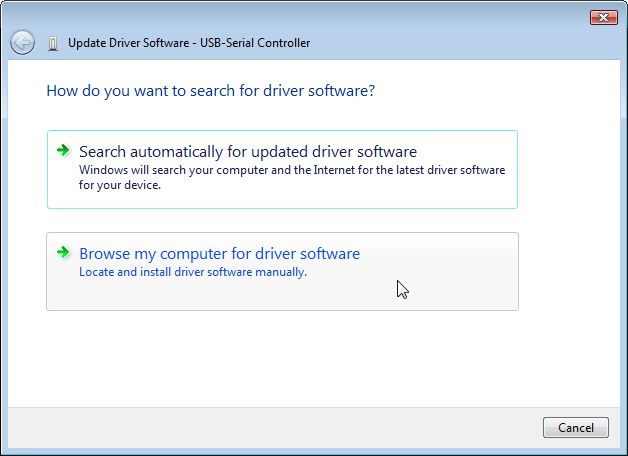 Update Driver Software - USB-Serial Controller
How do you want to search for driver software?
Search automatically for updated driver software
Windows will search your computer and the Internet for the latest driver software
for your device.
Browse my computer for driver software
Locate and install driver software manually.
Cancel